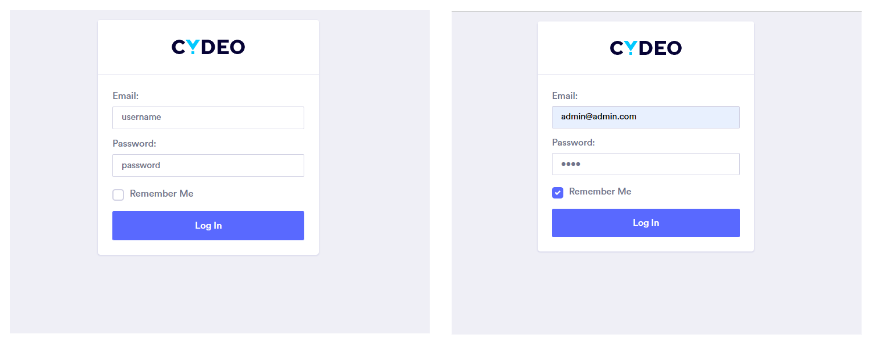 CYDEO
Email:
username
Password:
password
Remember Me
Log In
CYDEO
Email:
admin@admin.com
Password:
••••
Remember Me
Log In